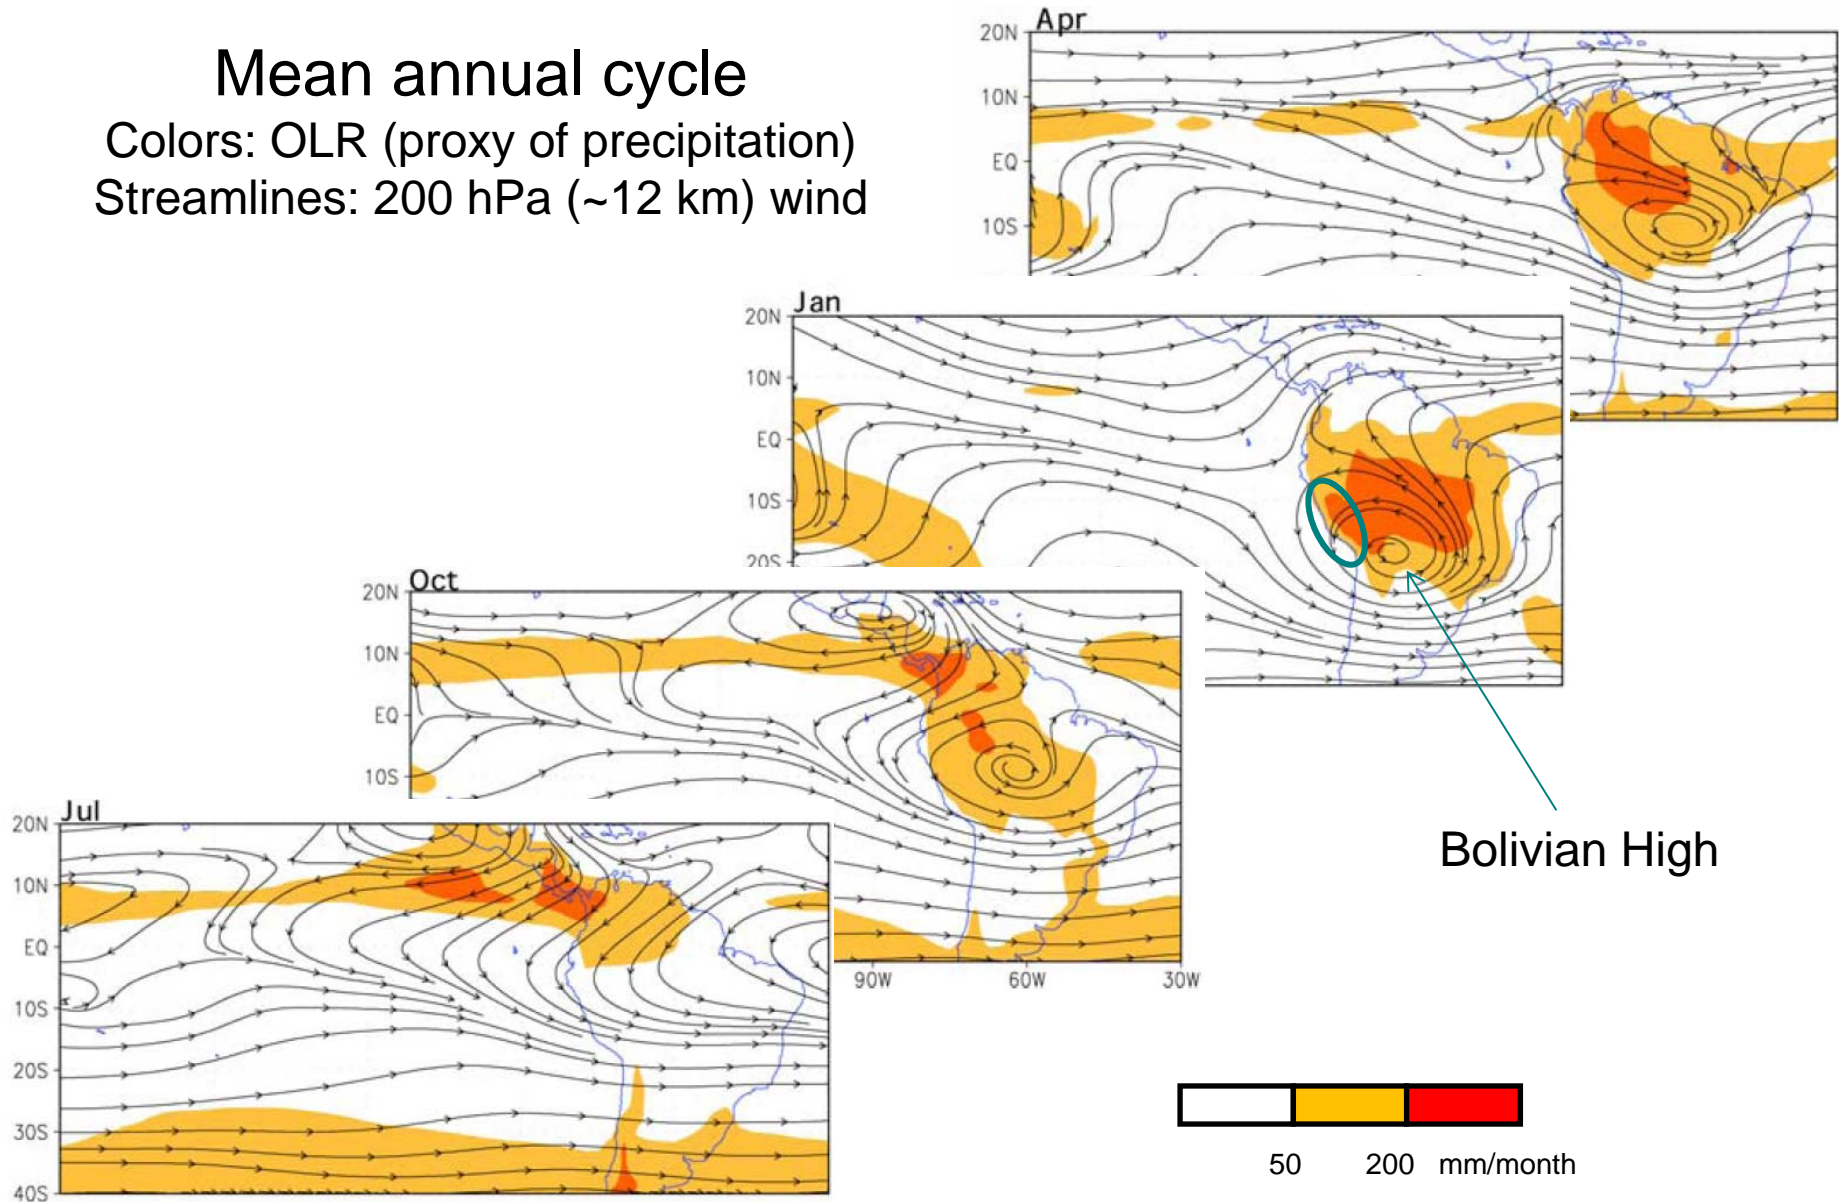 Mean annual cycle
Colors: OLR (proxy of precipitation)
Streamlines: 200 hPa (~12 km) wind
Apr
20N
10N
EQ
10S
Jan
20N
10N
EQ
10S
20S
Oct
20N
10N
EQ
10S
90W 60W 30W
Jul
20N
10N
EQ
10S
20S
30S
40S
Bolivian High
50 200 mm/month